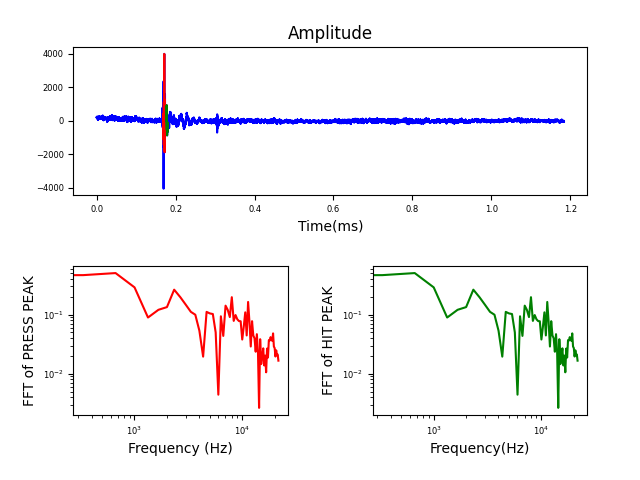 Amplitude
4000
2000
0
−2000
−4000
0.0 0.2 0.4 0.6 0.8 1.0 1.2
Time(ms)
FFT of PRESS PEAK
10⁻¹
10⁻²
10³ 10⁴
Frequency (Hz)
FFT of HIT PEAK
10⁻¹
10⁻²
10³ 10⁴
Frequency(Hz)